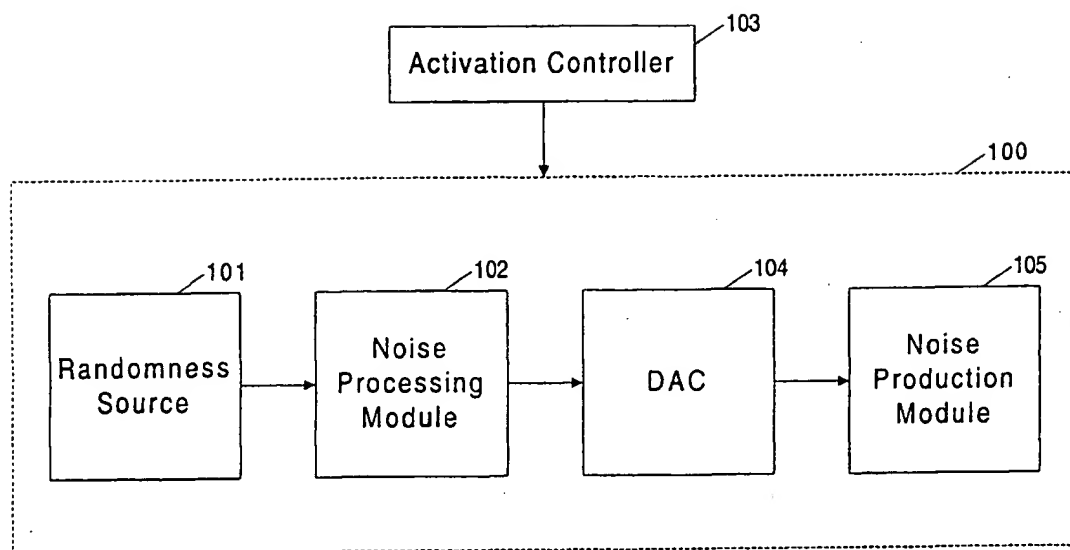 103
Activation Controller
100
101
102
104
105
Randomness
Source
Noise
Processing
Module
DAC
Noise
Production
Module